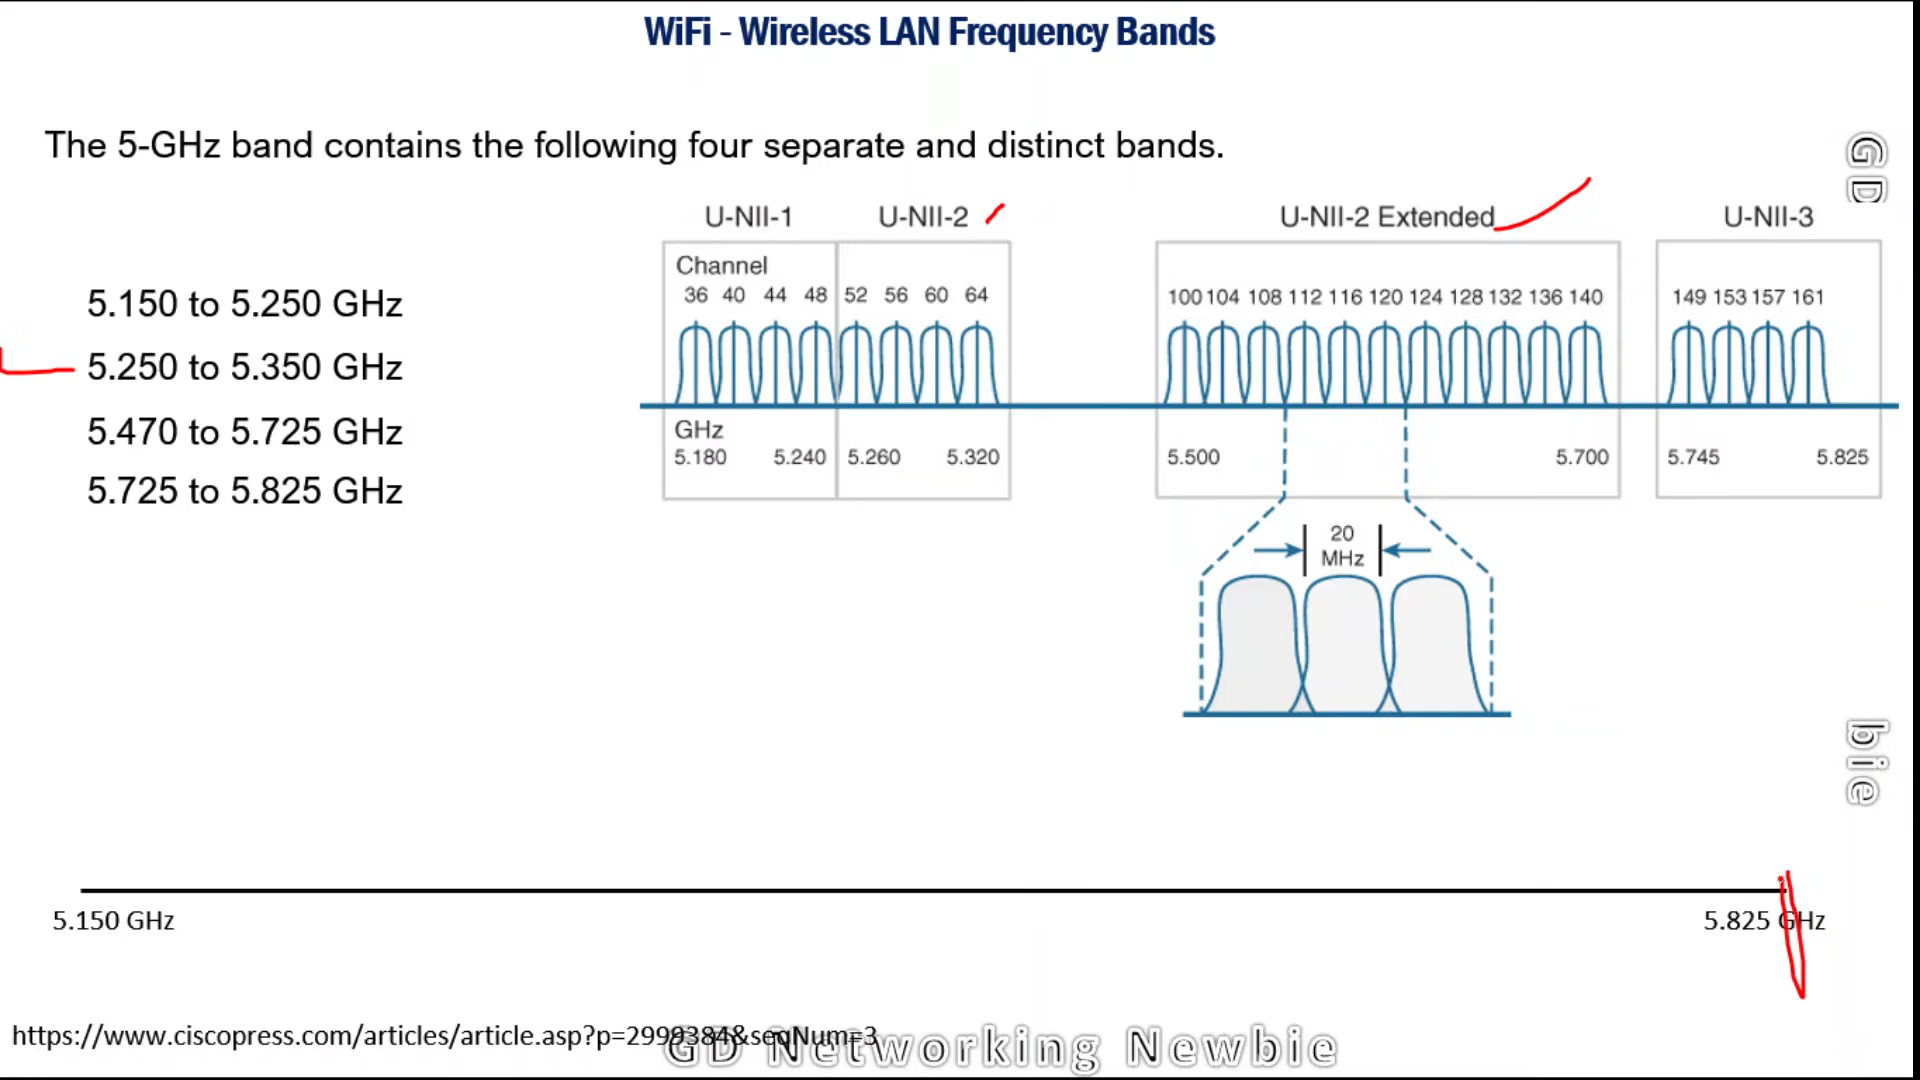 WiFi - Wireless LAN Frequency Bands
The 5-GHz band contains the following four separate and distinct bands.
5.150 to 5.250 GHz
5.250 to 5.350 GHz
5.470 to 5.725 GHz
5.725 to 5.825 GHz
U-NII-1 U-NII-2 U-NII-2 Extended U-NII-3
Channel
36 40 44 48 52 56 60 64 100 104 108 112 116 120 124 128 132 136 140 149 153 157 161
GHz
5.180 5.240 5.260 5.320 5.500 5.700 5.745 5.825
20
MHz
5.150 GHz 5.825 GHz
https://www.ciscopress.com/articles/article.asp?p=2999384&seqNum=3
GD Networking Newbie
GD
bie